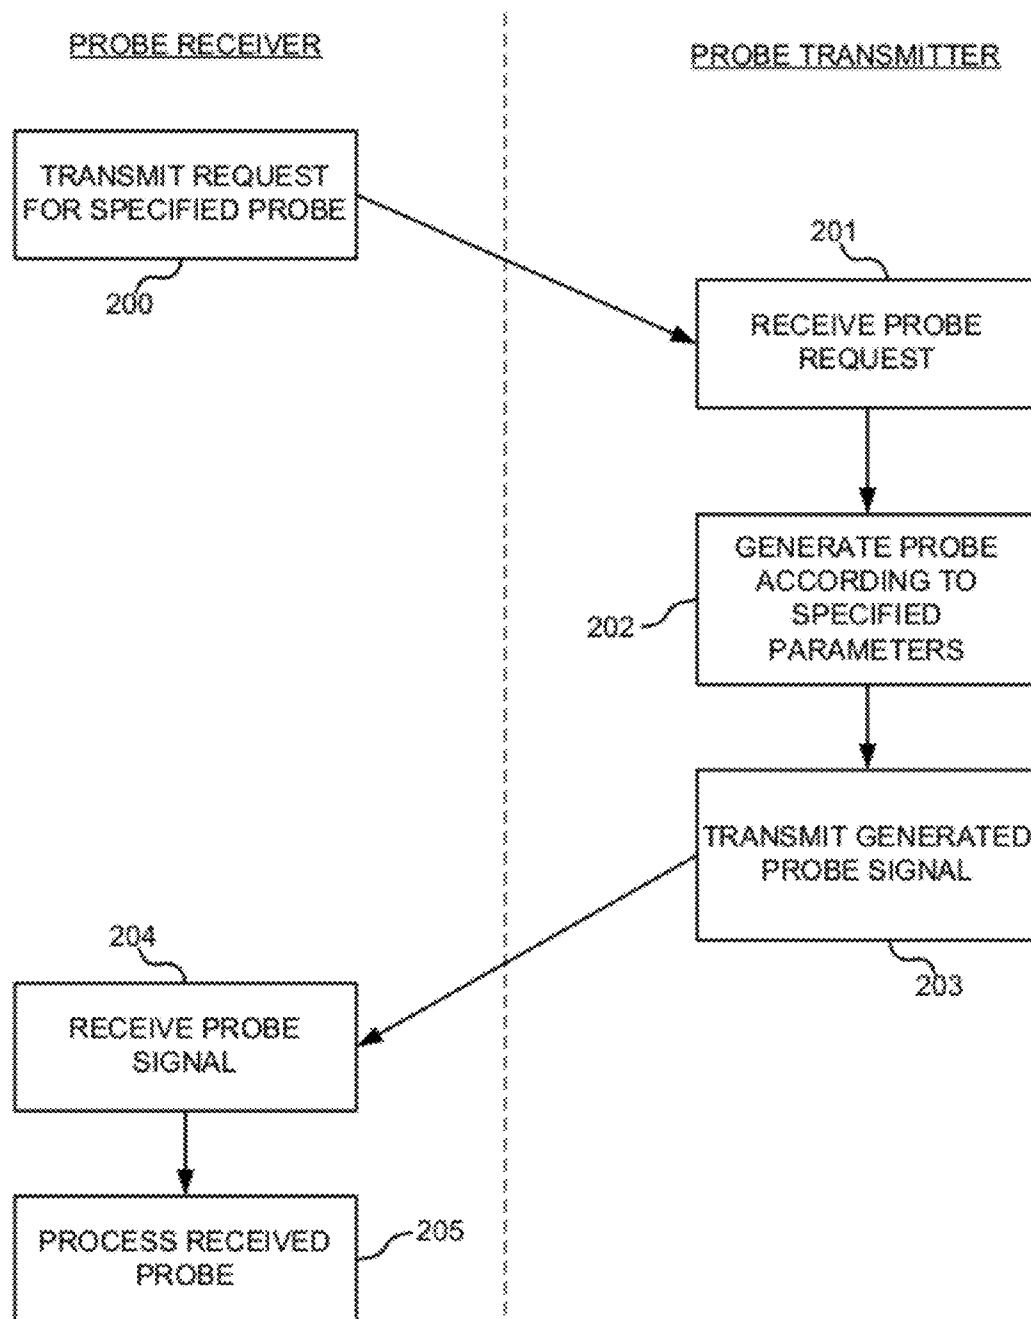 PROBE RECEIVER
PROBE TRANSMITTER
TRANSMIT REQUEST
FOR SPECIFIED PROBE
200
201
RECEIVE PROBE
REQUEST
GENERATE PROBE
ACCORDING TO
SPECIFIED
PARAMETERS
202
TRANSMIT GENERATED
PROBE SIGNAL
203
204
RECEIVE PROBE
SIGNAL
PROCESS RECEIVED
PROBE
205